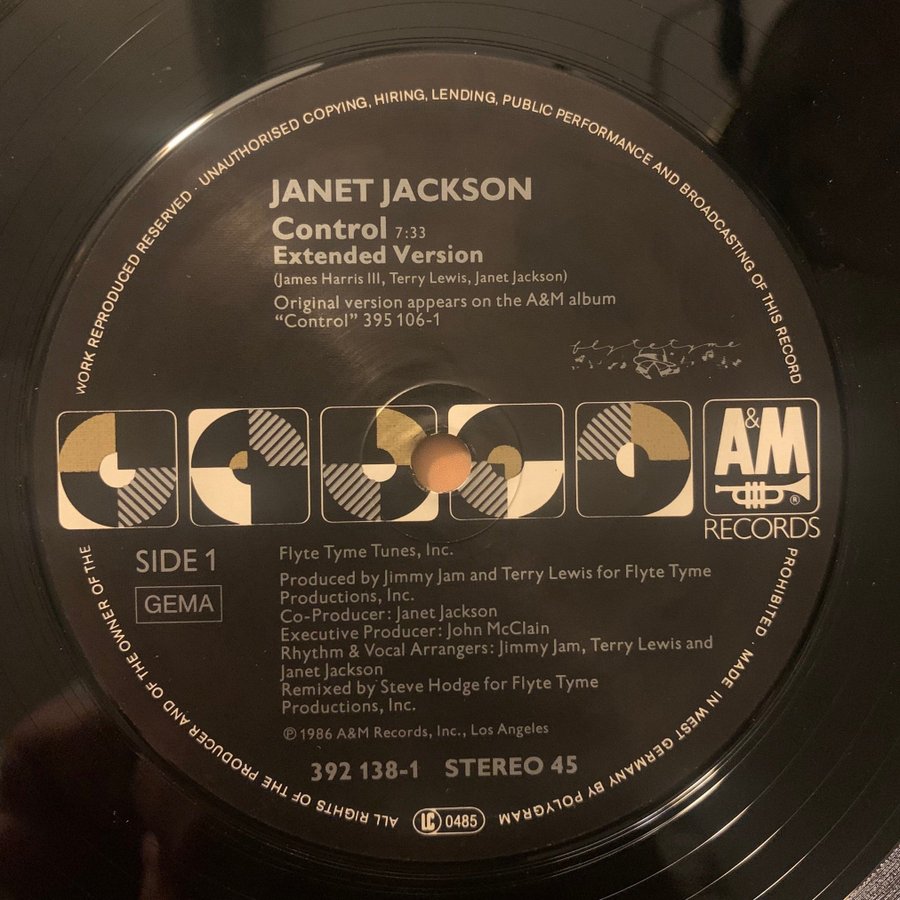 WORK REPRODUCED RESERVED · UNAUTHORISED COPYING, HIRING, LENDING, PUBLIC PERFORMANCE AND BROADCASTING OF THIS RECORD
JANET JACKSON
Control 7:33
Extended Version
(James Harris III, Terry Lewis, Janet Jackson)
Original version appears on the A&M album
"Control" 395 106-1
flytetyme
A&M
®
RECORDS
SIDE 1
GEMA
Flyte Tyme Tunes, Inc.
Produced by Jimmy Jam and Terry Lewis for Flyte Tyme
Productions, Inc.
Co-Producer: Janet Jackson
Executive Producer: John McClain
Rhythm & Vocal Arrangers: Jimmy Jam, Terry Lewis and
Janet Jackson
Remixed by Steve Hodge for Flyte Tyme
Productions, Inc.
℗ 1986 A&M Records, Inc., Los Angeles
392 138-1 STEREO 45
LC 0485
PROHIBITED · MADE IN WEST GERMANY BY POLYGRAM
ALL RIGHTS OF THE PRODUCER AND OF THE OWNER OF THE